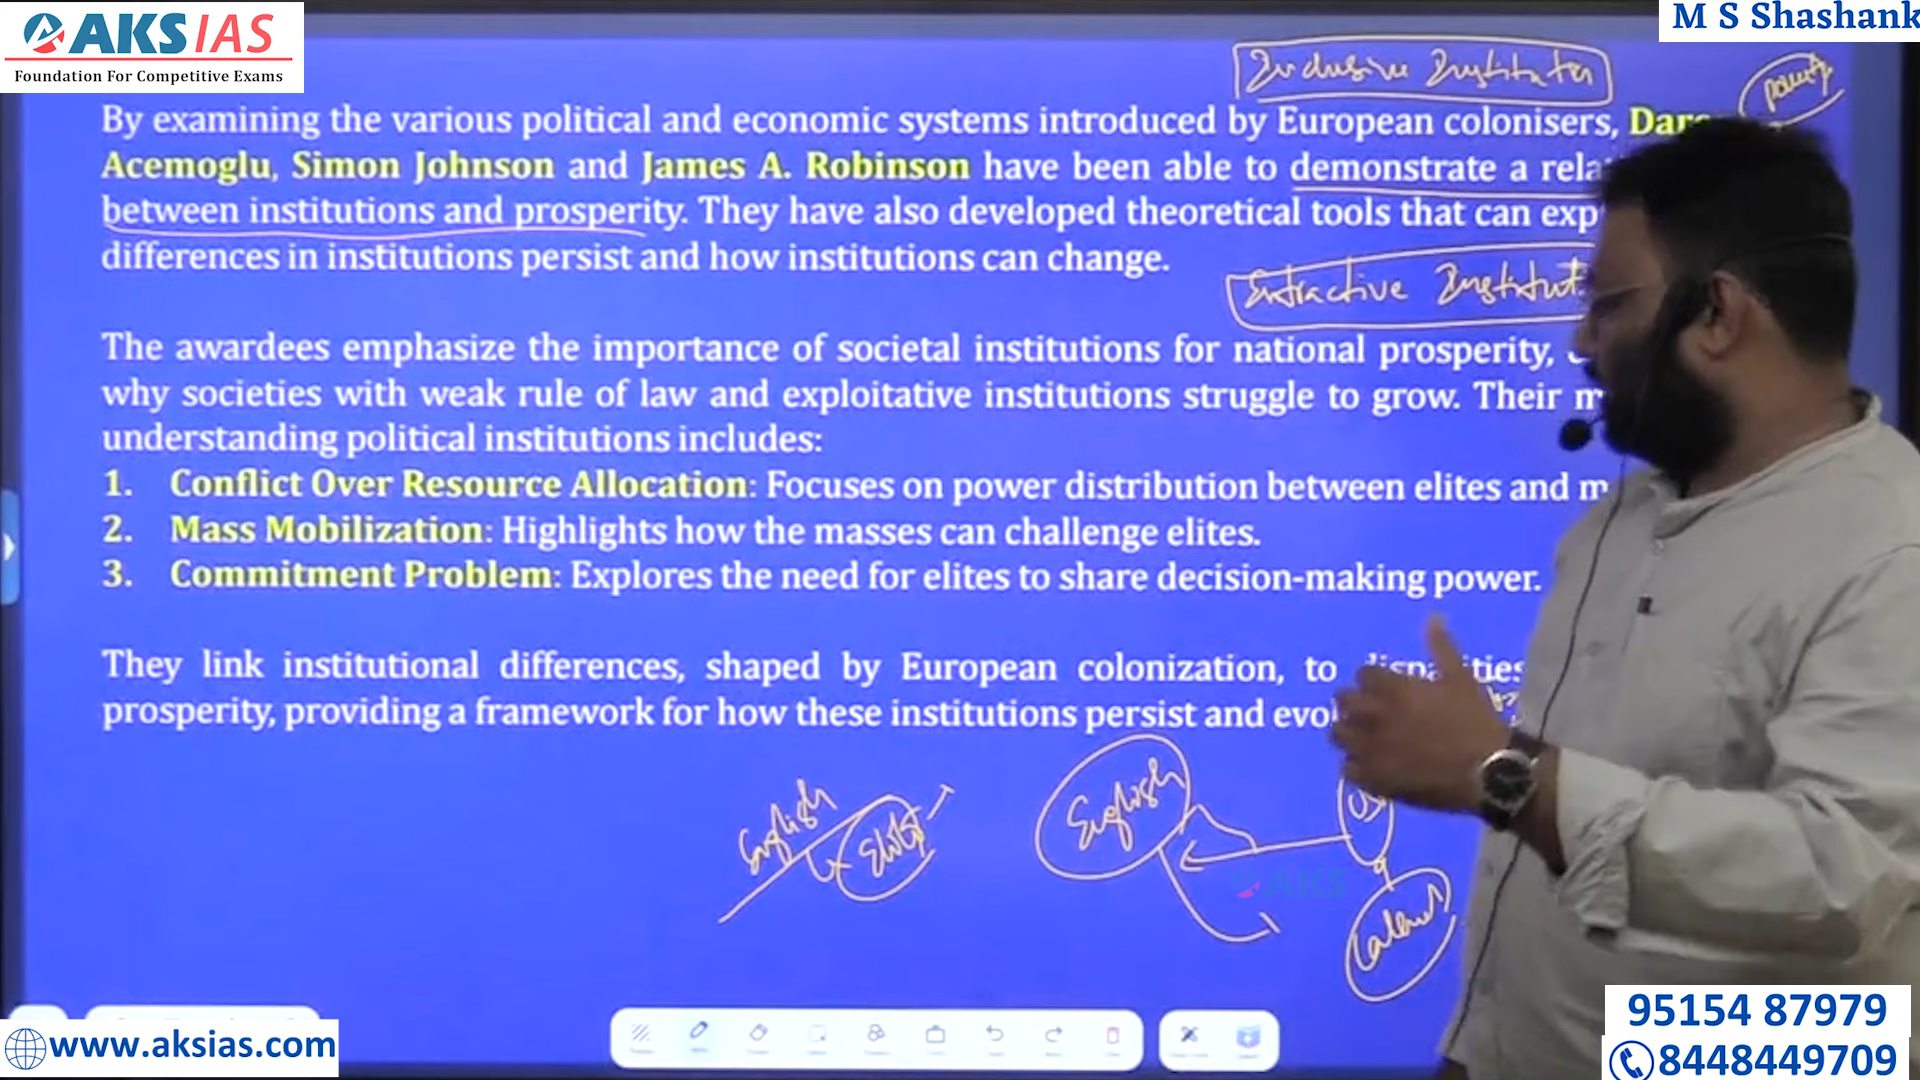 AKS IAS
Foundation For Competitive Exams
M S Shashank
Inclusive Institution
poverty
By examining the various political and economic systems introduced by European colonisers,
Acemoglu, Simon Johnson and James A. Robinson have been able to demonstrate a
between institutions and prosperity. They have also developed theoretical tools that can
differences in institutions persist and how institutions can change.
Extractive Institut
The awardees emphasize the importance of societal institutions for national prosperity,
why societies with weak rule of law and exploitative institutions struggle to grow. Their
understanding political institutions includes:
1. Conflict Over Resource Allocation: Focuses on power distribution between elites and
2. Mass Mobilization: Highlights how the masses can challenge elites.
3. Commitment Problem: Explores the need for elites to share decision-making power.
They link institutional differences, shaped by European colonization, to
prosperity, providing a framework for how these institutions persist and
English
English
AKS
www.aksias.com
95154 87979
8448449709